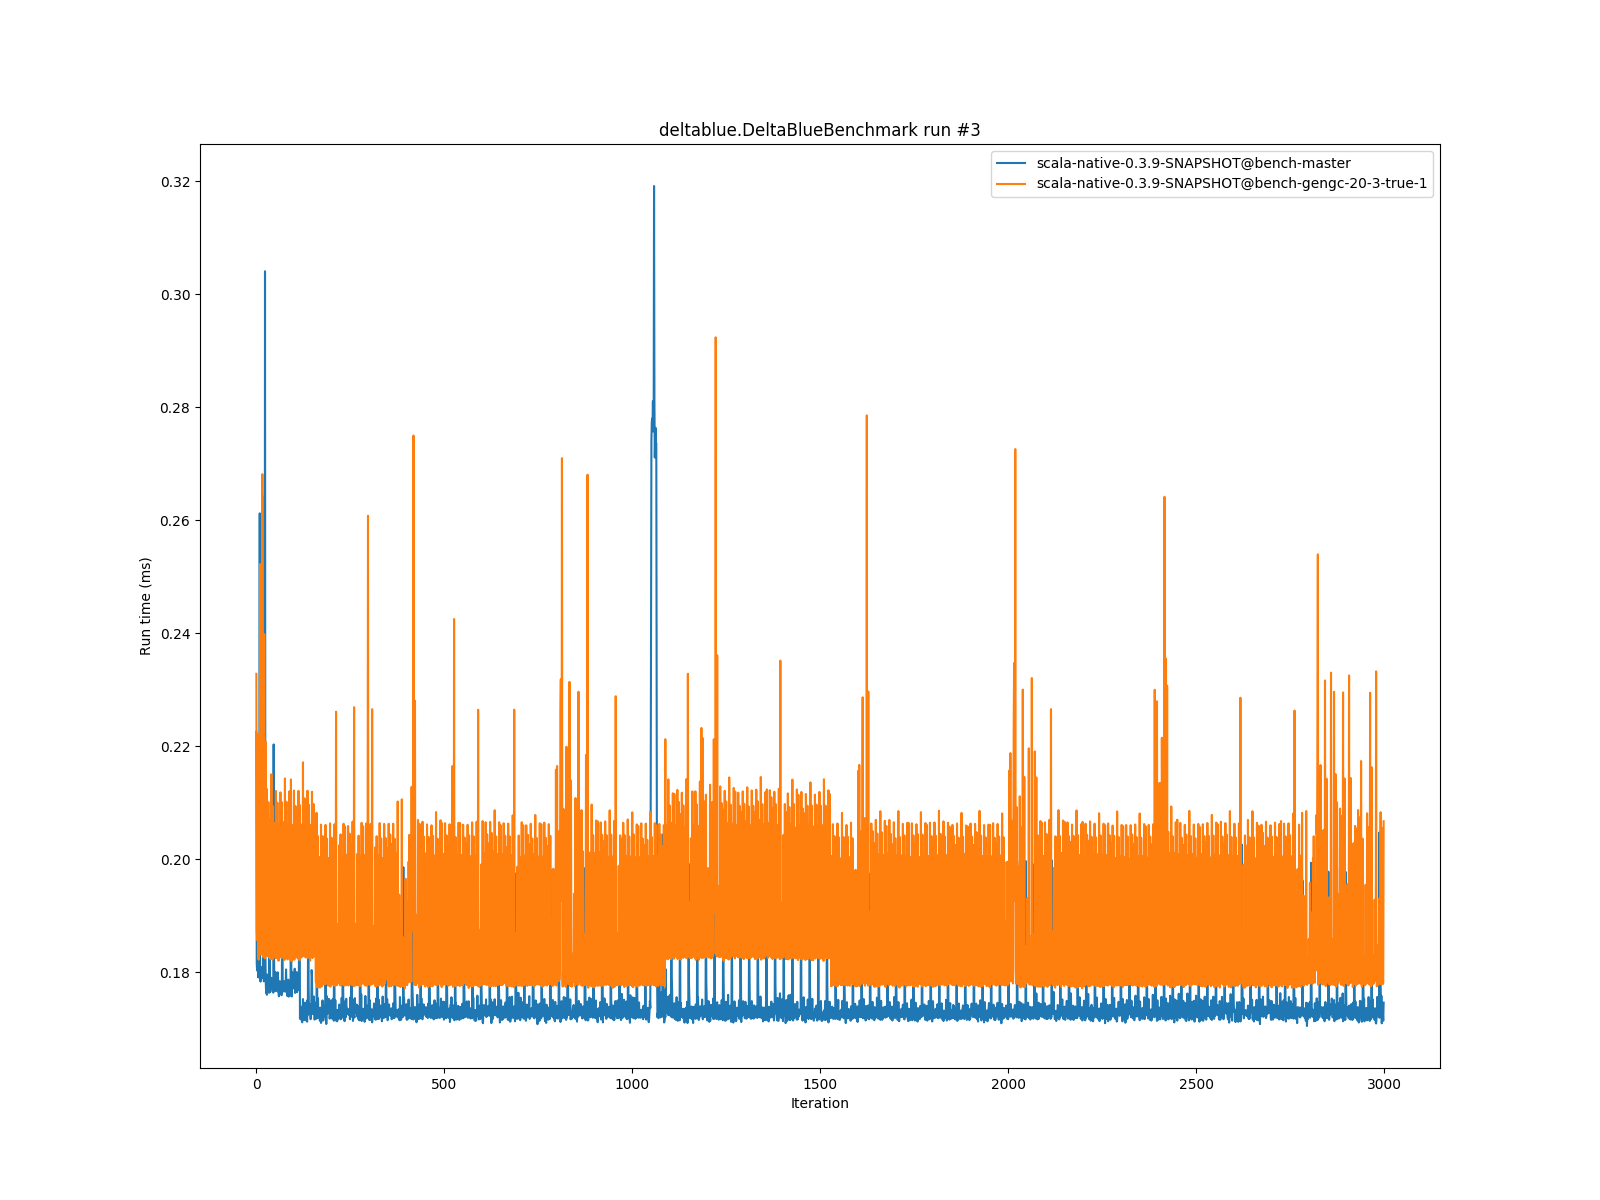 deltablue.DeltaBlueBenchmark run #3
scala-native-0.3.9-SNAPSHOT@bench-master
scala-native-0.3.9-SNAPSHOT@bench-gengc-20-3-true-1
0.32
0.30
0.28
0.26
0.24
0.22
0.20
0.18
Run time (ms)
0 500 1000 1500 2000 2500 3000
Iteration